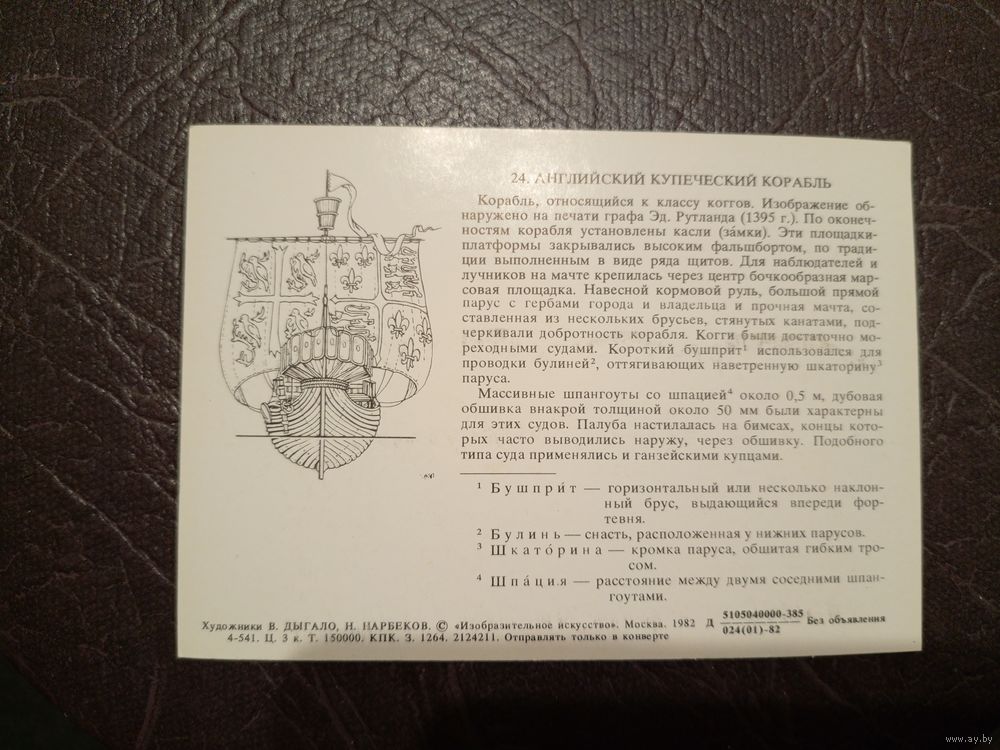 24. АНГЛИЙСКИЙ КУПЕЧЕСКИЙ КОРАБЛЬ
Корабль, относящийся к классу коггов. Изображение об-
наружено на печати графа Эд. Рутланда (1395 г.). По оконеч-
ностям корабля установлены касли (за́мки). Эти площадки-
платформы закрывались высоким фальшбортом, по тради-
ции выполненным в виде ряда щитов. Для наблюдателей и
лучников на мачте крепилась через центр бочкообразная мар-
совая площадка. Навесной кормовой руль, большой прямой
парус с гербами города и владельца и прочная мачта, со-
ставленная из нескольких брусьев, стянутых канатами, под-
черкивали добротность корабля. Когги были достаточно мо-
реходными судами. Короткий бушприт¹ использовался для
проводки булиней², оттягивающих наветренную шкаторину³
паруса.
Массивные шпангоуты со шпацией⁴ около 0,5 м, дубовая
обшивка внакрой толщиной около 50 мм были характерны
для этих судов. Палуба настилалась на бимсах, концы кото-
рых часто выводились наружу, через обшивку. Подобного
типа суда применялись и ганзейскими купцами.
¹ Бушпри́т — горизонтальный или несколько наклон-
ный брус, выдающийся впереди фор-
тевня.
² Булинь — снасть, расположенная у нижних парусов.
³ Шкато́рина — кромка паруса, обшитая гибким тро-
сом.
⁴ Шпа́ция — расстояние между двумя соседними шпан-
гоутами.
Художники В. ДЫГАЛО, Н. НАРБЕКОВ. © «Изобразительное искусство». Москва. 1982 Д 5105040000-385 Без объявления
024(01)-82
4-541. Ц. 3 к. Т. 150000. КПК. З. 1264. 2124211. Отправлять только в конверте
www.ay.by